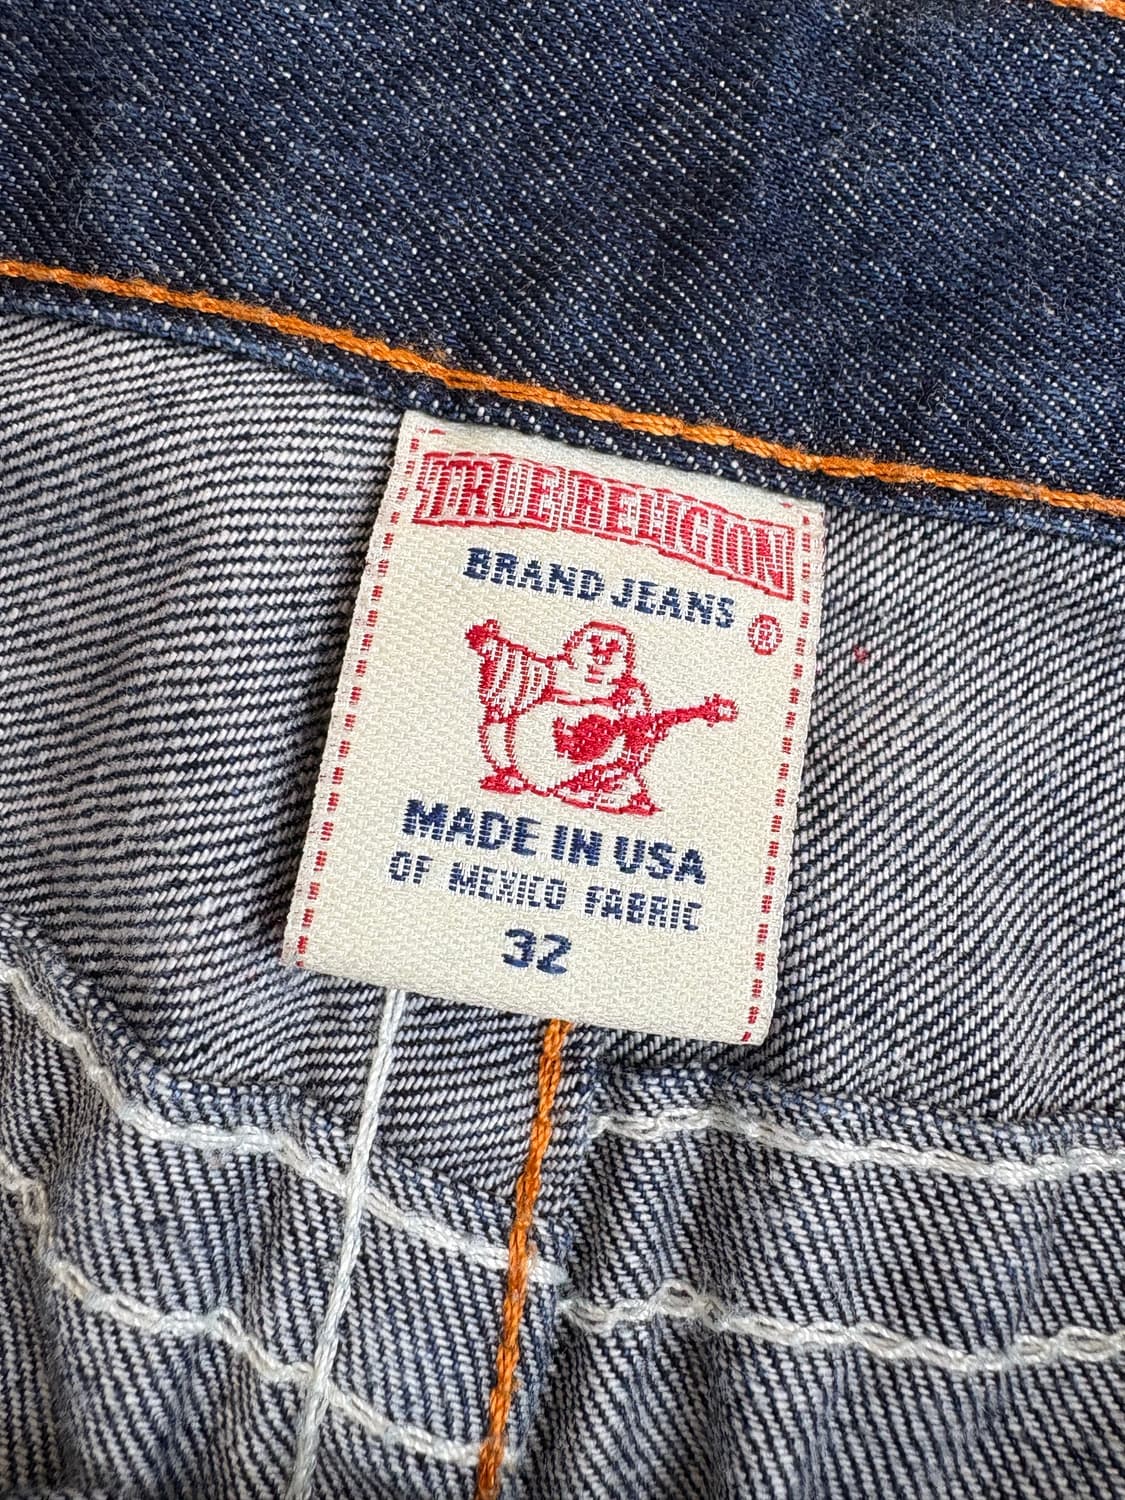 TRUE RELIGION
BRAND JEANS ®
MADE IN USA
OF MEXICO FABRIC
32